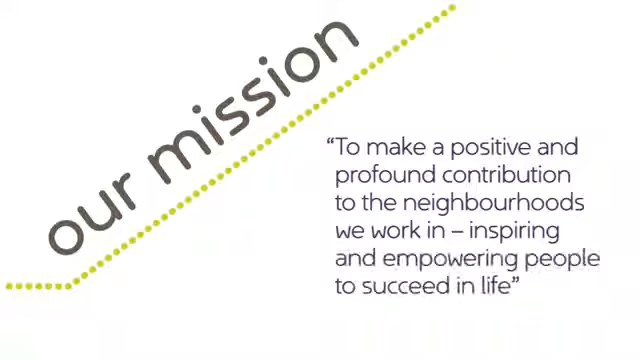 our mission
“To make a positive and
profound contribution
to the neighbourhoods
we work in – inspiring
and empowering people
to succeed in life”